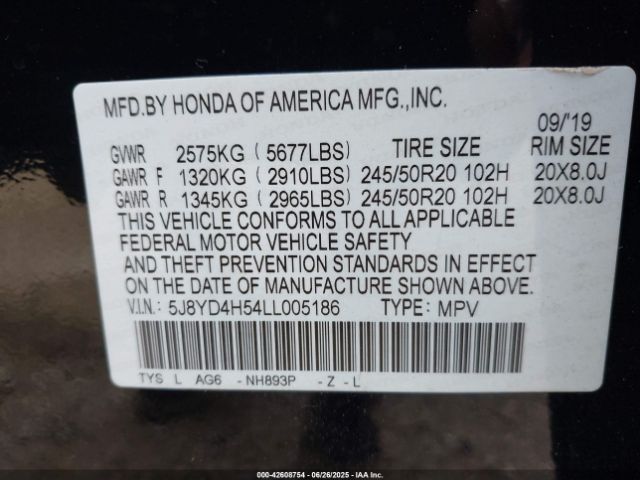 MFD.BY HONDA OF AMERICA MFG.,INC.
09/'19
GVWR 2575KG ( 5677LBS) TIRE SIZE RIM SIZE
GAWR F 1320KG ( 2910LBS) 245/50R20 102H 20X8.0J
GAWR R 1345KG ( 2965LBS) 245/50R20 102H 20X8.0J
THIS VEHICLE CONFORMS TO ALL APPLICABLE
FEDERAL MOTOR VEHICLE SAFETY
AND THEFT PREVENTION STANDARDS IN EFFECT
ON THE DATE OF MANUFACTURE SHOWN ABOVE.
V.I.N.: 5J8YD4H54LL005186 TYPE: MPV
TYS L AG6 -NH893P -Z-L
000-42608754 | 06/26/2025 | IAA Inc.